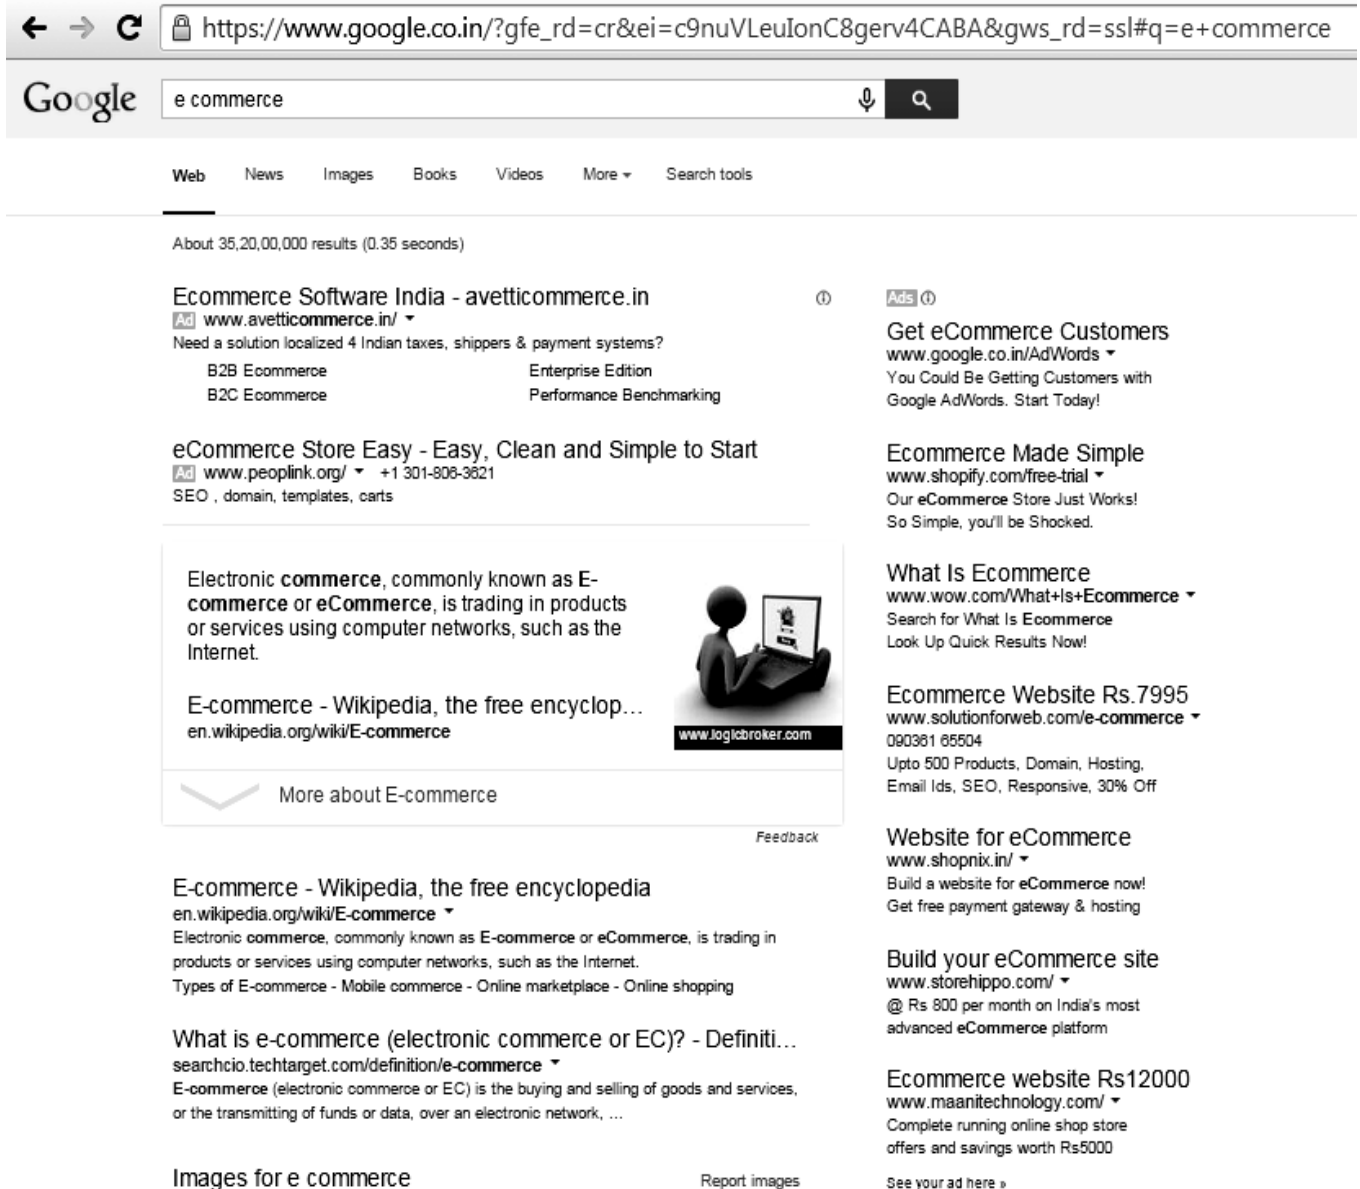 https://www.google.co.in/?gfe_rd=cr&ei=c9nuVLeuIonC8gerv4CABA&gws_rd=ssl#q=e+commerce
Google
e commerce
Web News Images Books Videos More Search tools
About 35,20,00,000 results (0.35 seconds)
Ecommerce Software India - avetticommerce.in
Ad www.avetticommerce.in/
Need a solution localized 4 Indian taxes, shippers & payment systems?
B2B Ecommerce Enterprise Edition
B2C Ecommerce Performance Benchmarking
eCommerce Store Easy - Easy, Clean and Simple to Start
Ad www.peoplink.org/ +1 301-806-3621
SEO , domain, templates, carts
Electronic commerce, commonly known as E-
commerce or eCommerce, is trading in products
or services using computer networks, such as the
Internet.
E-commerce - Wikipedia, the free encyclop...
en.wikipedia.org/wiki/E-commerce
www.logicbroker.com
More about E-commerce
Feedback
E-commerce - Wikipedia, the free encyclopedia
en.wikipedia.org/wiki/E-commerce
Electronic commerce, commonly known as E-commerce or eCommerce, is trading in
products or services using computer networks, such as the Internet.
Types of E-commerce - Mobile commerce - Online marketplace - Online shopping
What is e-commerce (electronic commerce or EC)? - Definiti...
searchcio.techtarget.com/definition/e-commerce
E-commerce (electronic commerce or EC) is the buying and selling of goods and services,
or the transmitting of funds or data, over an electronic network, ...
Images for e commerce Report images
Ads
Get eCommerce Customers
www.google.co.in/AdWords
You Could Be Getting Customers with
Google AdWords. Start Today!
Ecommerce Made Simple
www.shopify.com/free-trial
Our eCommerce Store Just Works!
So Simple, you'll be Shocked.
What Is Ecommerce
www.wow.com/What+Is+Ecommerce
Search for What Is Ecommerce
Look Up Quick Results Now!
Ecommerce Website Rs.7995
www.solutionforweb.com/e-commerce
090361 65504
Upto 500 Products, Domain, Hosting,
Email Ids, SEO, Responsive, 30% Off
Website for eCommerce
www.shopnix.in/
Build a website for eCommerce now!
Get free payment gateway & hosting
Build your eCommerce site
www.storehippo.com/
@ Rs 800 per month on India's most
advanced eCommerce platform
Ecommerce website Rs12000
www.maanitechnology.com/
Complete running online shop store
offers and savings worth Rs5000
See your ad here »